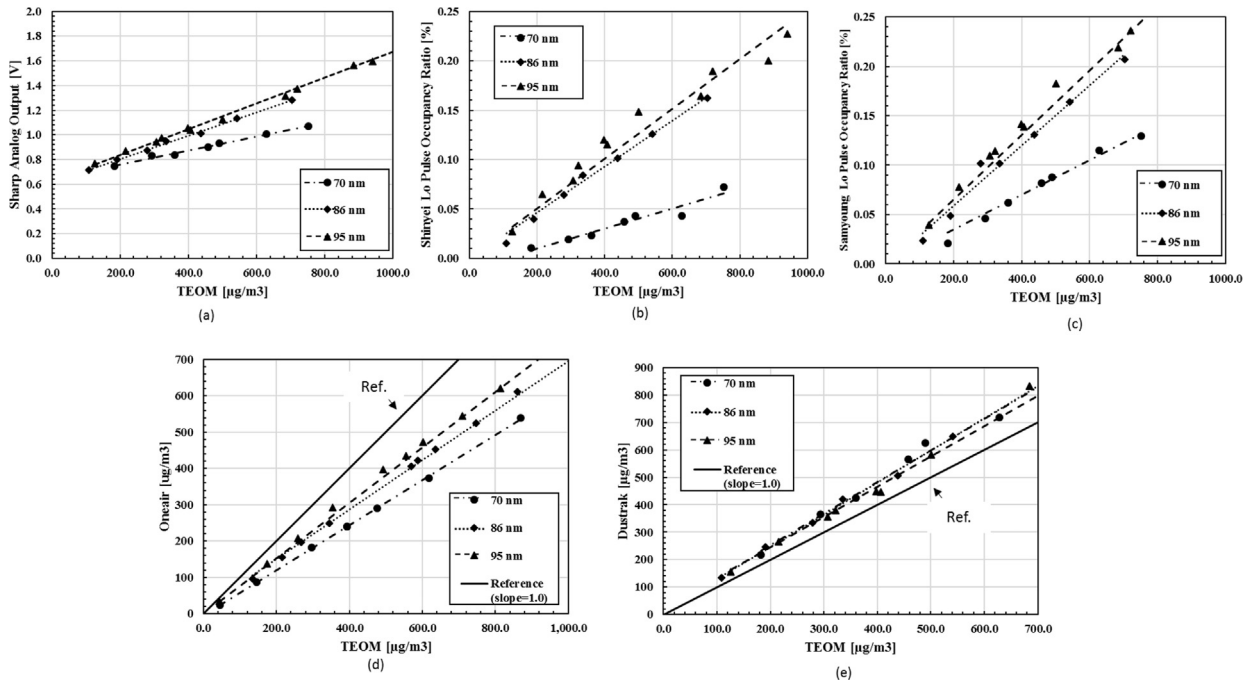 Sharp Analog Output [V]
2.0
1.8
1.6
1.4
1.2
1.0
0.8
0.6
0.4
0.2
0.0
0.0 200.0 400.0 600.0 800.0 1000.0
TEOM [µg/m3]
70 nm
86 nm
95 nm
(a)
Shinyei Lo Pulse Occupancy Ratio [%]
0.25
0.20
0.15
0.10
0.05
0.00
0.0 200.0 400.0 600.0 800.0 1000.0
TEOM [µg/m3]
70 nm
86 nm
95 nm
(b)
Samyoung Lo Pulse Occupancy Ratio [%]
0.25
0.20
0.15
0.10
0.05
0.00
0.0 200.0 400.0 600.0 800.0 1000.0
TEOM [µg/m3]
70 nm
86 nm
95 nm
(c)
Oneair [ug/m3]
700
600
500
400
300
200
100
0
0.0 200.0 400.0 600.0 800.0 1,000.0
TEOM [µg/m3]
Ref.
70 nm
86 nm
95 nm
Reference
(slope=1.0)
(d)
Dustrak [µg/m3]
900
800
700
600
500
400
300
200
100
0
0.0 100.0 200.0 300.0 400.0 500.0 600.0 700.0
TEOM [µg/m3]
70 nm
86 nm
95 nm
Reference
(slope=1.0)
Ref.
(e)